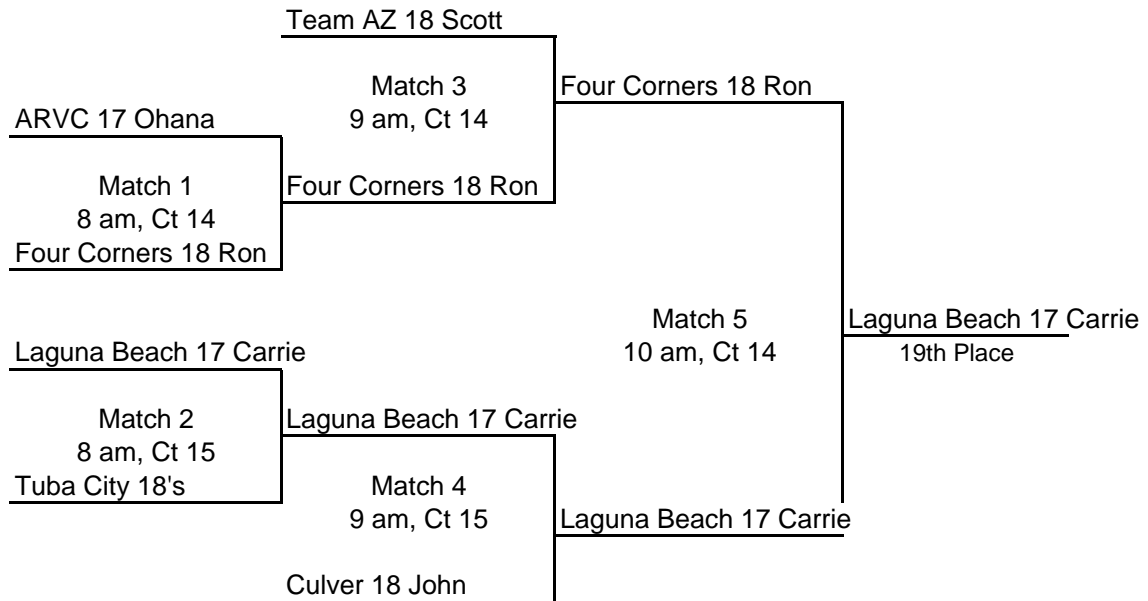 Team AZ 18 Scott
Match 3
9 am, Ct 14
Four Corners 18 Ron
ARVC 17 Ohana
Match 1
8 am, Ct 14
Four Corners 18 Ron
Four Corners 18 Ron
Match 5
10 am, Ct 14
Laguna Beach 17 Carrie
19th Place
Laguna Beach 17 Carrie
Match 2
8 am, Ct 15
Laguna Beach 17 Carrie
Tuba City 18's
Match 4
9 am, Ct 15
Laguna Beach 17 Carrie
Culver 18 John